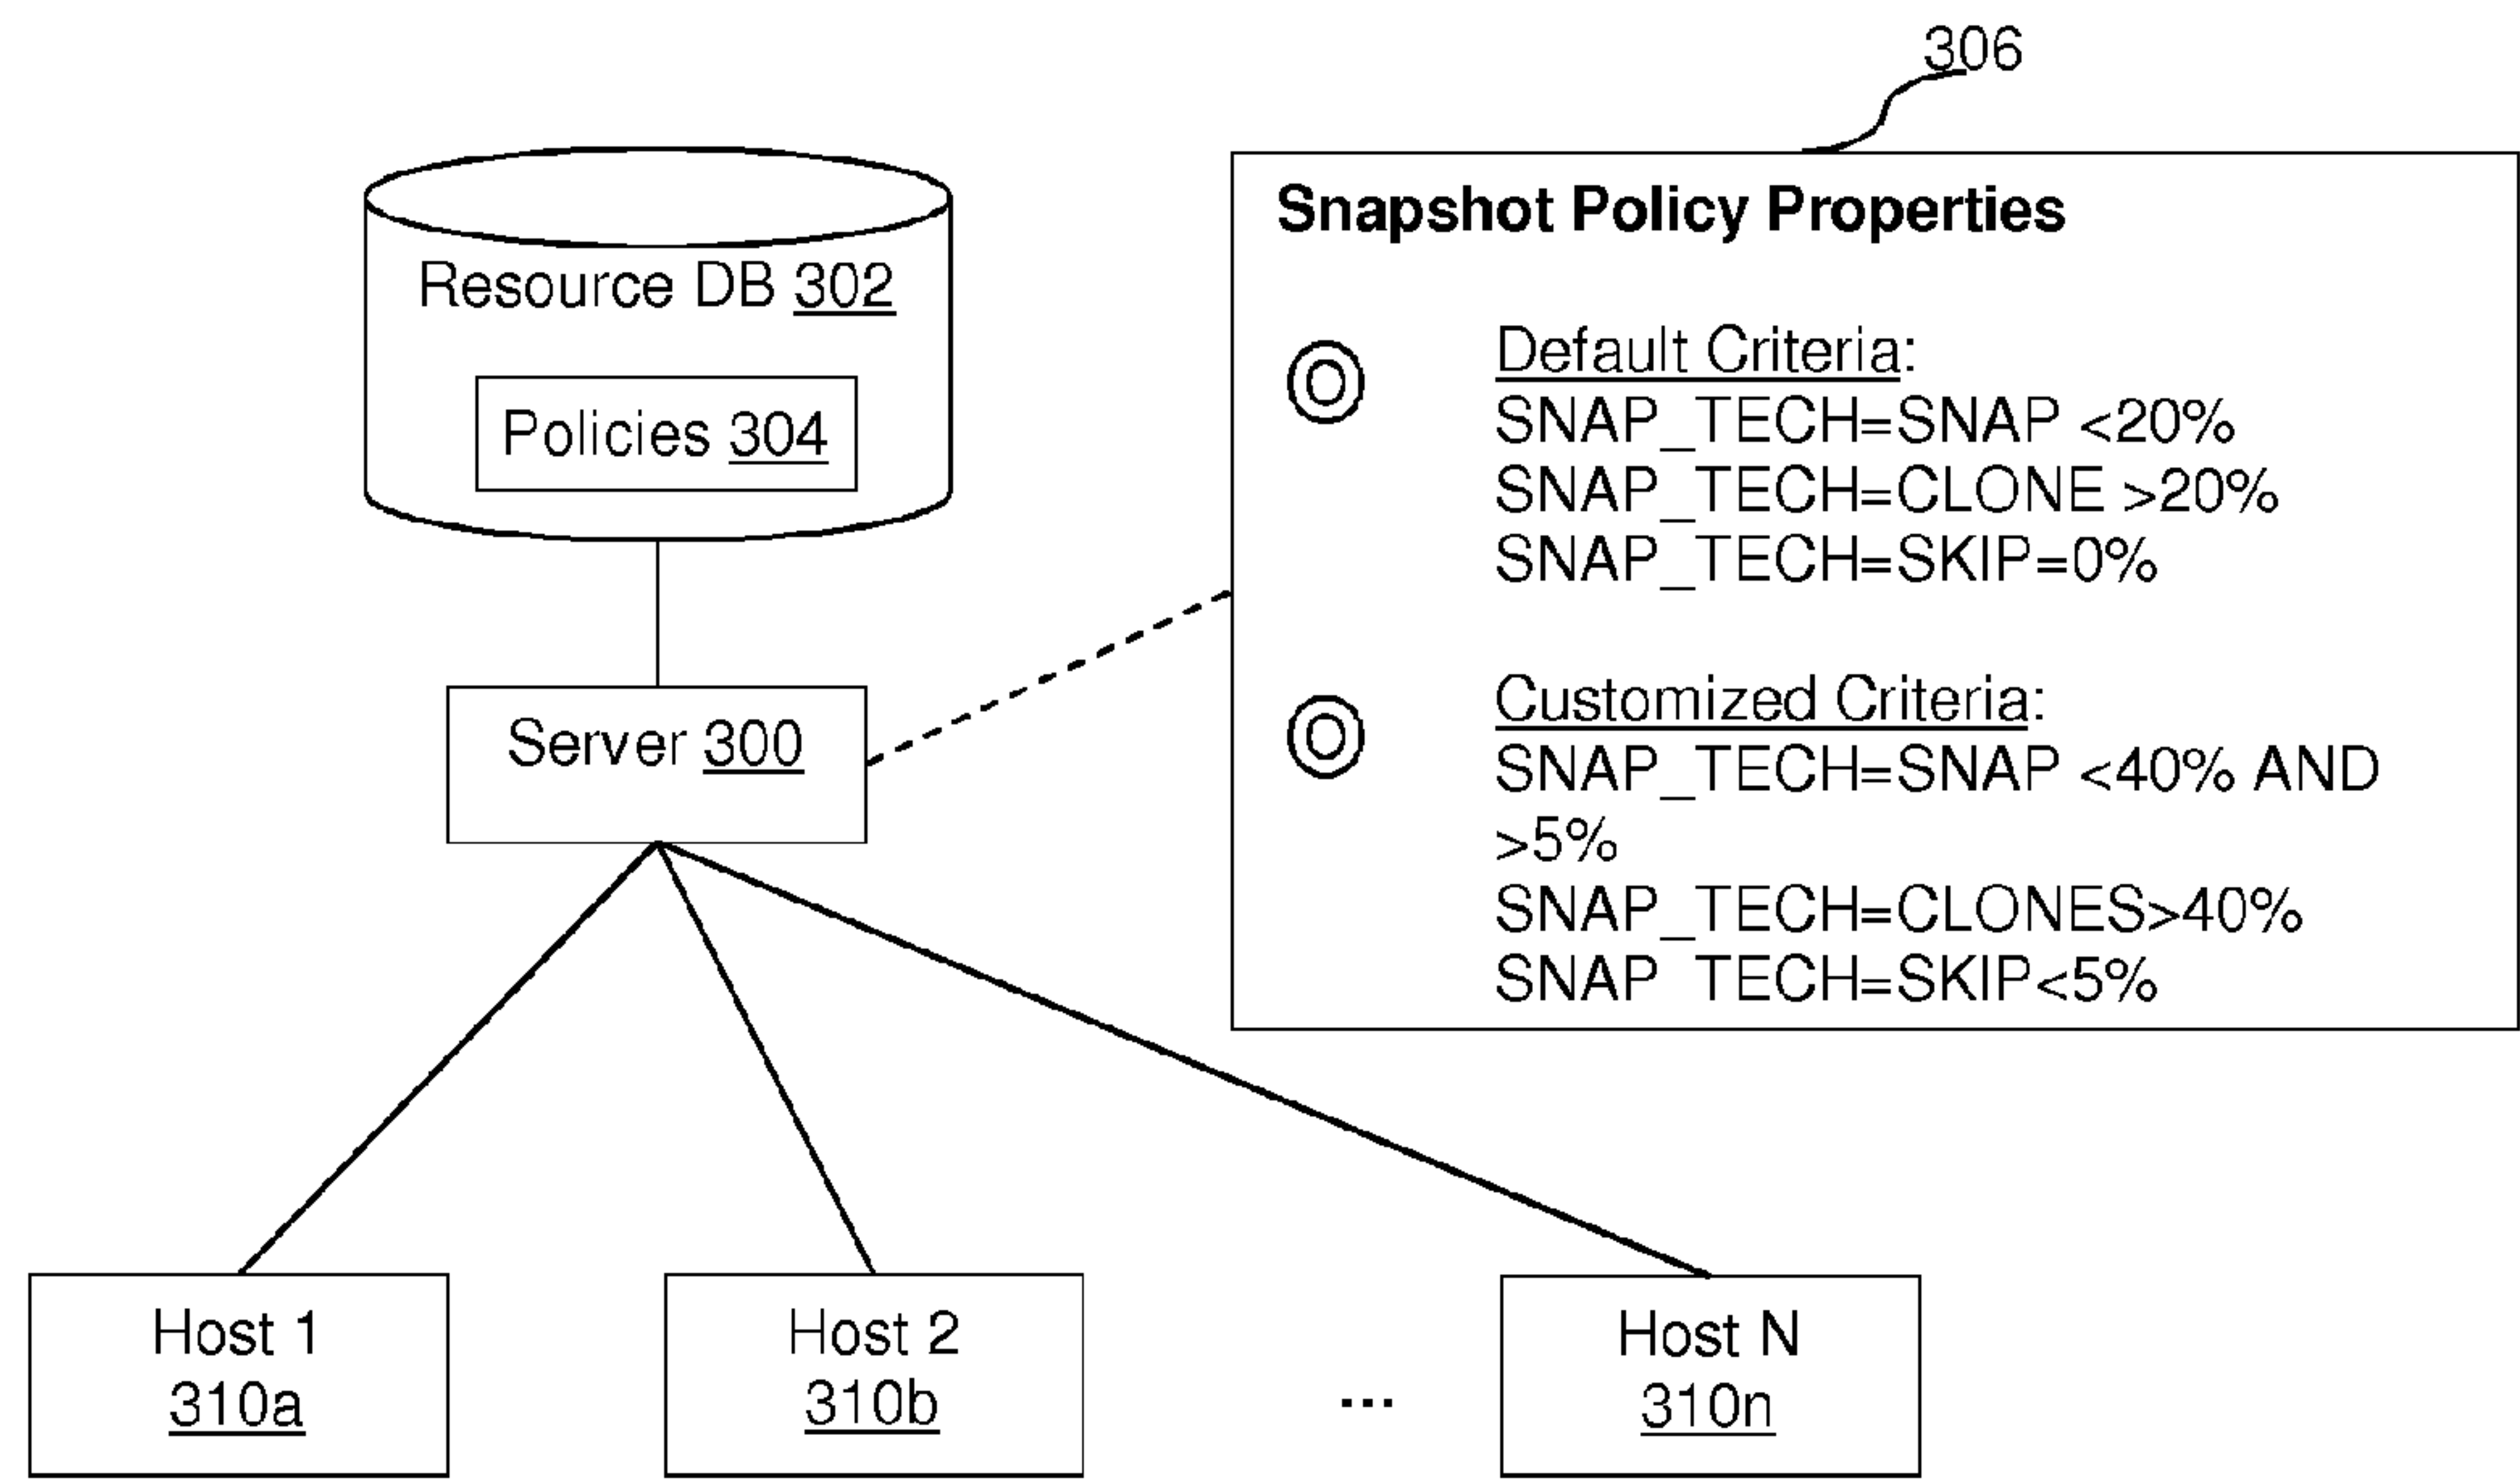 306
Resource DB 302
Policies 304
Server 300
Snapshot Policy Properties
Default Criteria:
SNAP_TECH=SNAP <20%
SNAP_TECH=CLONE >20%
SNAP_TECH=SKIP=0%
Customized Criteria:
SNAP_TECH=SNAP <40% AND
>5%
SNAP_TECH=CLONES>40%
SNAP_TECH=SKIP<5%
Host 1
310a
Host 2
310b
...
Host N
310n